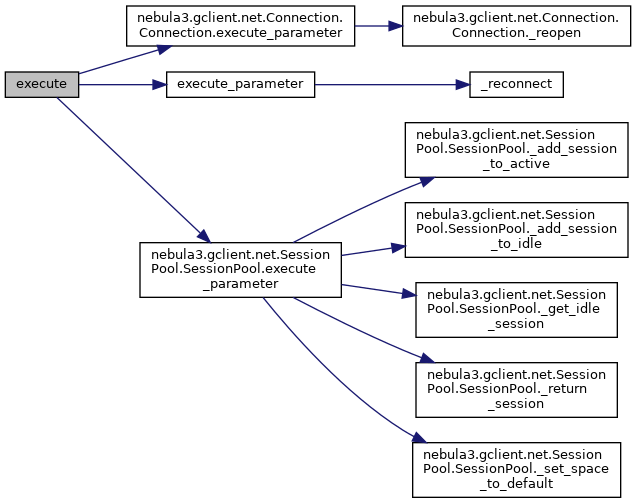 nebula3.gclient.net.Connection.
Connection.execute_parameter
nebula3.gclient.net.Connection.
Connection._reopen
execute
execute_parameter
_reconnect
nebula3.gclient.net.Session
Pool.SessionPool._add_session
_to_active
nebula3.gclient.net.Session
Pool.SessionPool._add_session
_to_idle
nebula3.gclient.net.Session
Pool.SessionPool.execute
_parameter
nebula3.gclient.net.Session
Pool.SessionPool._get_idle
_session
nebula3.gclient.net.Session
Pool.SessionPool._return
_session
nebula3.gclient.net.Session
Pool.SessionPool._set_space
_to_default